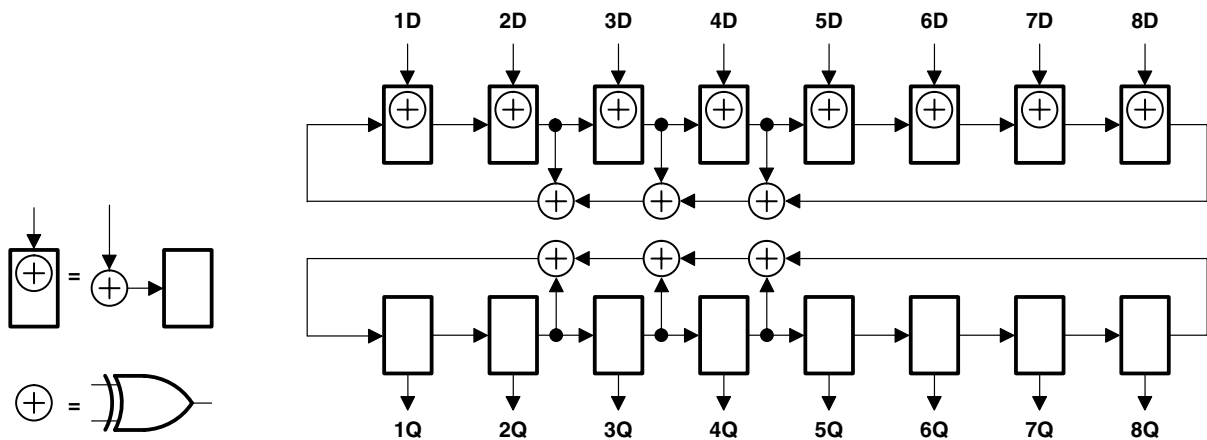 1D 2D 3D 4D 5D 6D 7D 8D
=
=
1Q 2Q 3Q 4Q 5Q 6Q 7Q 8Q